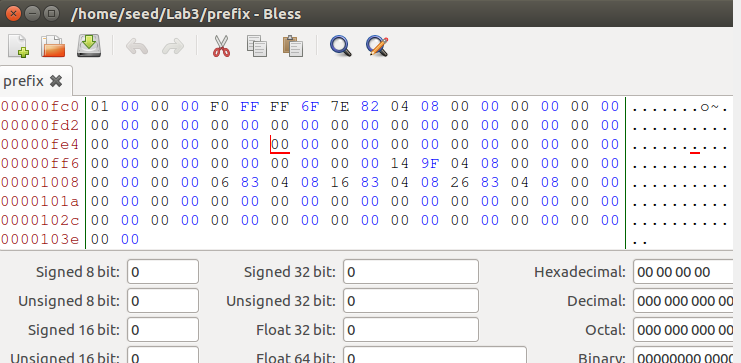 /home/seed/Lab3/prefix - Bless
prefix
00000fc0 01 00 00 00 F0 FF FF 6F 7E 82 04 08 00 00 00 00 00 00 .......o~.
00000fd2 00 00 00 00 00 00 00 00 00 00 00 00 00 00 00 00 00 00 ..........
00000fe4 00 00 00 00 00 00 00 00 00 00 00 00 00 00 00 00 00 00 ..........
00000ff6 00 00 00 00 00 00 00 00 00 00 14 9F 04 08 00 00 00 00 ..........
00001008 00 00 00 00 06 83 04 08 16 83 04 08 26 83 04 08 00 00 ..........
0000101a 00 00 00 00 00 00 00 00 00 00 00 00 00 00 00 00 00 00 ..........
0000102c 00 00 00 00 00 00 00 00 00 00 00 00 00 00 00 00 00 00 ..........
0000103e 00 00 ..
Signed 8 bit: 0 Signed 32 bit: 0 Hexadecimal: 00 00 00 00
Unsigned 8 bit: 0 Unsigned 32 bit: 0 Decimal: 000 000 000 00
Signed 16 bit: 0 Float 32 bit: 0 Octal: 000 000 000 00
Unsigned 16 bit: 0 Float 64 bit: 0 Binary: 00000000 0000